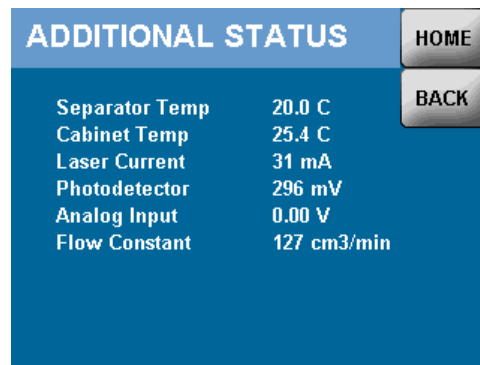 ADDITIONAL STATUS
HOME
BACK
Separator Temp 20.0 C
Cabinet Temp 25.4 C
Laser Current 31 mA
Photodetector 296 mV
Analog Input 0.00 V
Flow Constant 127 cm3/min